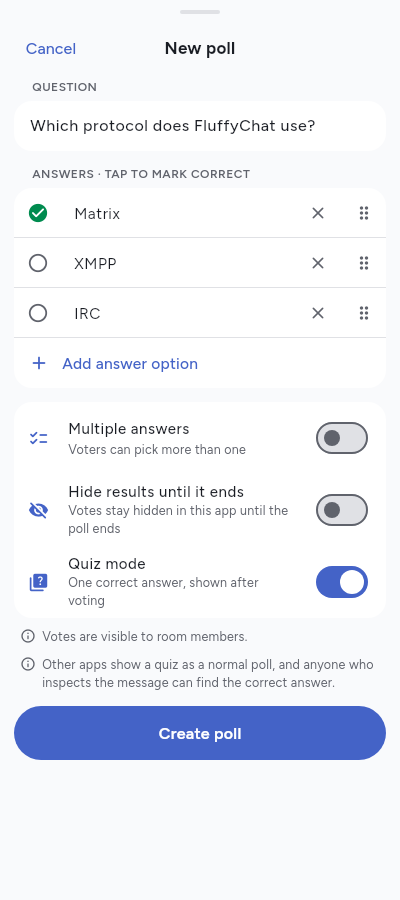 Cancel
New poll
QUESTION
Which protocol does FluffyChat use?
ANSWERS · TAP TO MARK CORRECT
Matrix
XMPP
IRC
Add answer option
Multiple answers
Voters can pick more than one
Hide results until it ends
Votes stay hidden in this app until the
poll ends
Quiz mode
One correct answer, shown after
voting
Votes are visible to room members.
Other apps show a quiz as a normal poll, and anyone who
inspects the message can find the correct answer.
Create poll